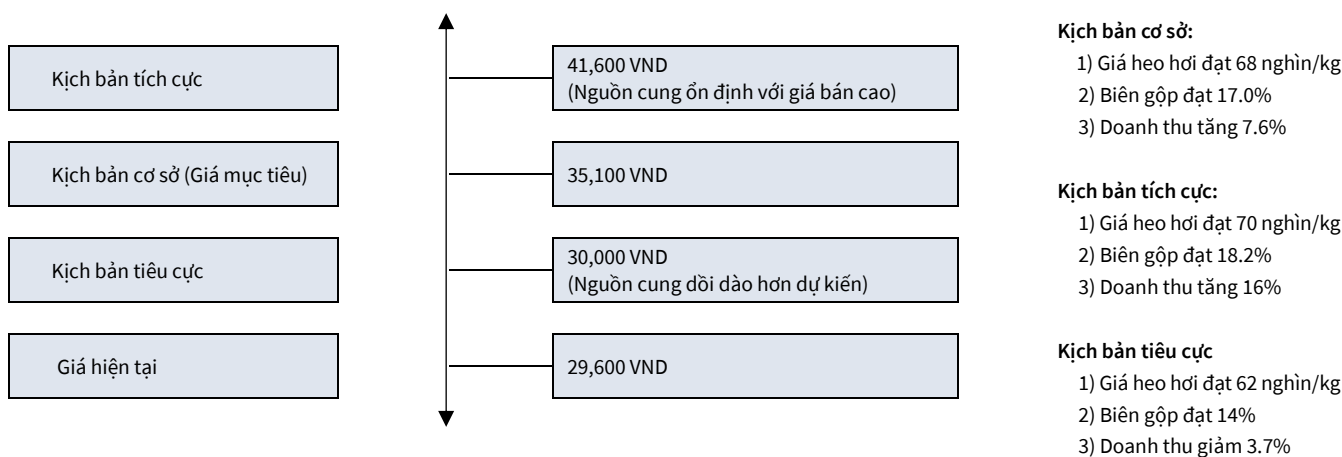 Kịch bản tích cực
41,600 VND
(Nguồn cung ổn định với giá bán cao)
Kịch bản cơ sở (Giá mục tiêu)
35,100 VND
Kịch bản tiêu cực
30,000 VND
(Nguồn cung dồi dào hơn dự kiến)
Giá hiện tại
29,600 VND
Kịch bản cơ sở:
1) Giá heo hơi đạt 68 nghìn/kg
2) Biên gộp đạt 17.0%
3) Doanh thu tăng 7.6%
Kịch bản tích cực:
1) Giá heo hơi đạt 70 nghìn/kg
2) Biên gộp đạt 18.2%
3) Doanh thu tăng 16%
Kịch bản tiêu cực
1) Giá heo hơi đạt 62 nghìn/kg
2) Biên gộp đạt 14%
3) Doanh thu giảm 3.7%